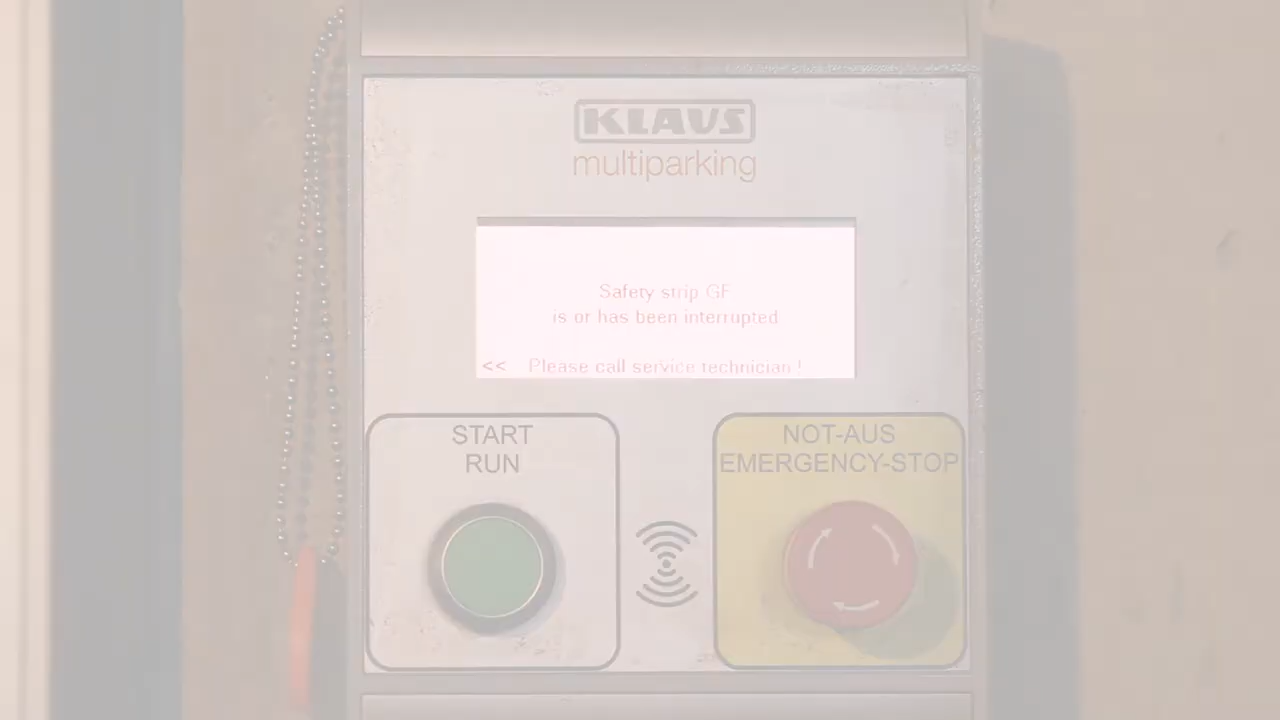 KLAUS
multiparking
Safety strip GF
is or has been interrupted
<< Please call service technician !
START
RUN
NOT-AUS
EMERGENCY-STOP